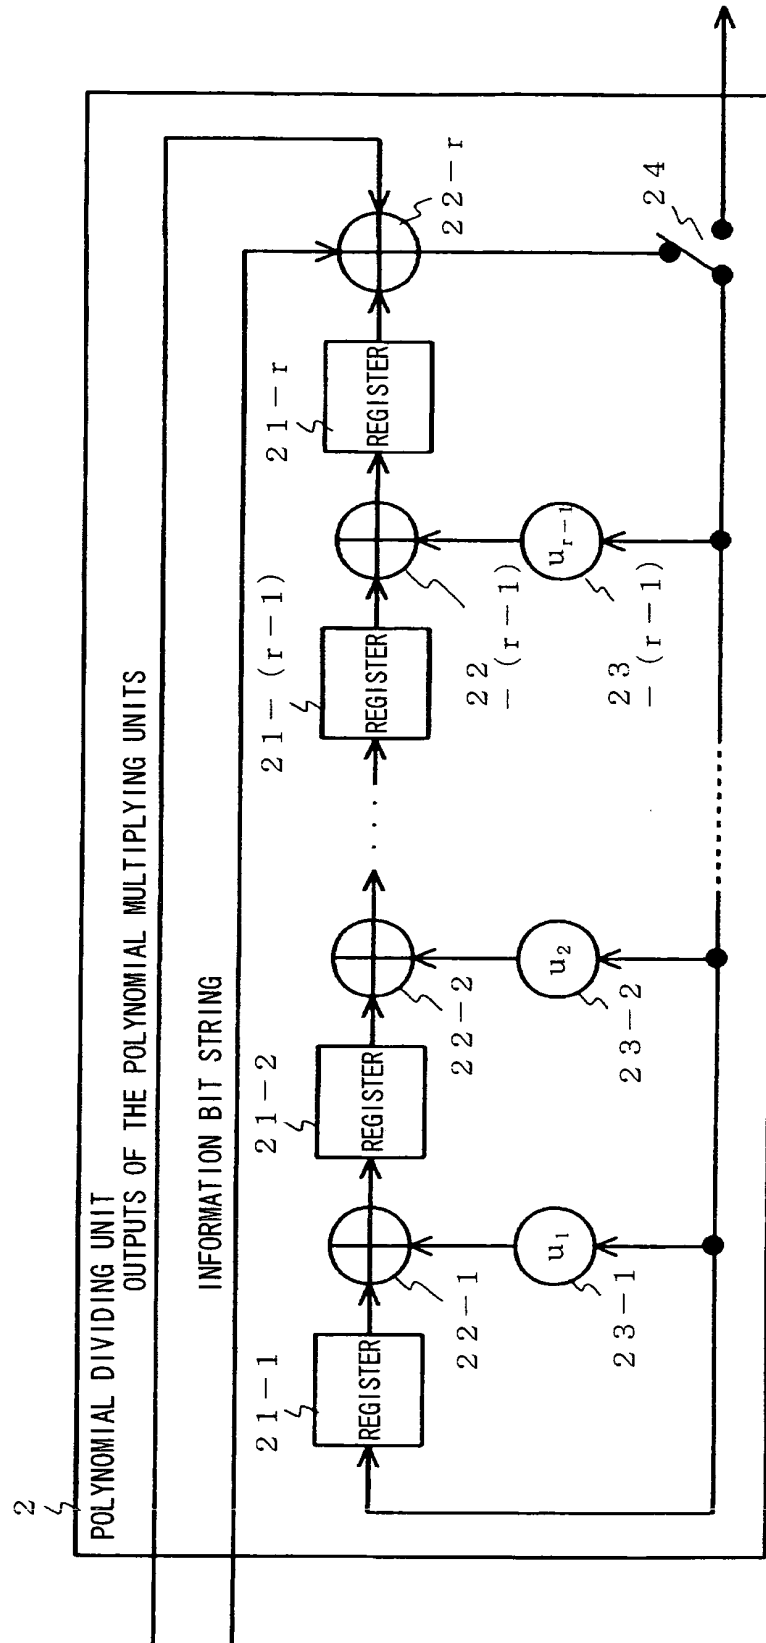 2
POLYNOMIAL DIVIDING UNIT
OUTPUTS OF THE POLYNOMIAL MULTIPLYING UNITS
INFORMATION BIT STRING
21-1
21-2
21-(r-1)
21-r
REGISTER
REGISTER
REGISTER
REGISTER
22-1
22-2
22
-(r-1)
22-r
u1
u2
ur-1
23-1
23-2
23
-(r-1)
24